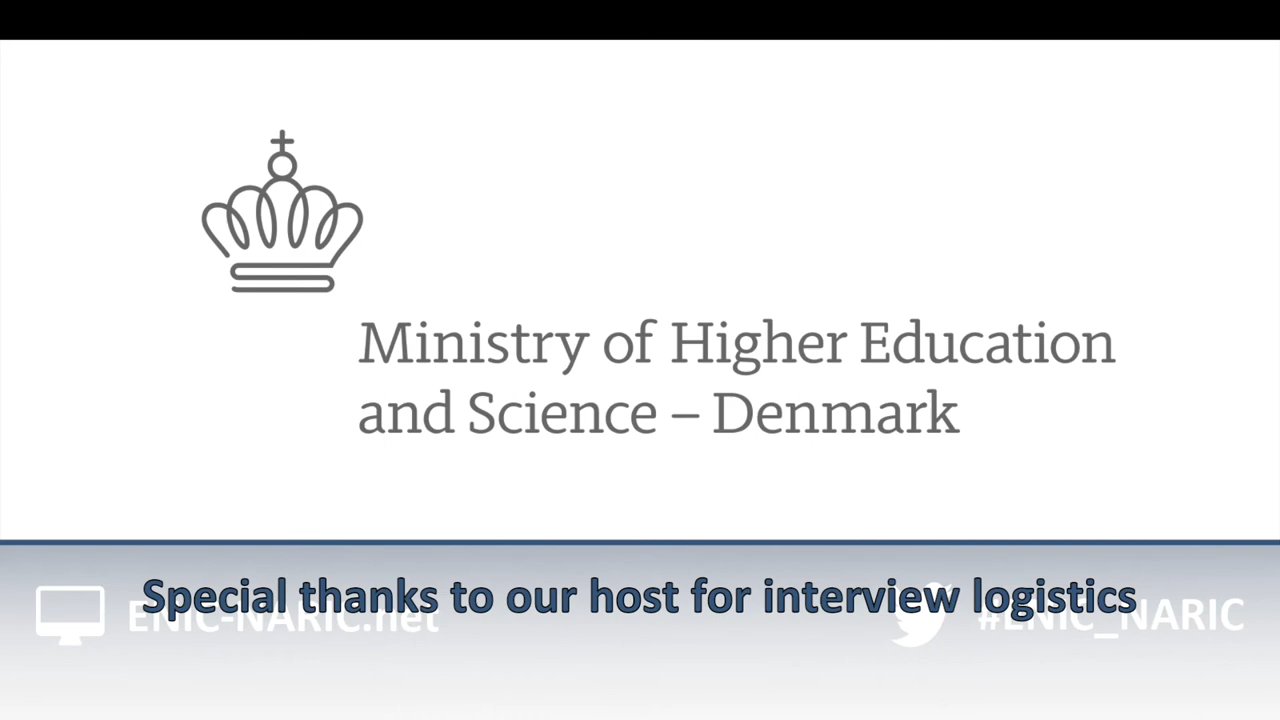 Ministry of Higher Education
and Science – Denmark
Special thanks to our host for interview logistics
ENIC-NARIC.net
#ENIC_NARIC